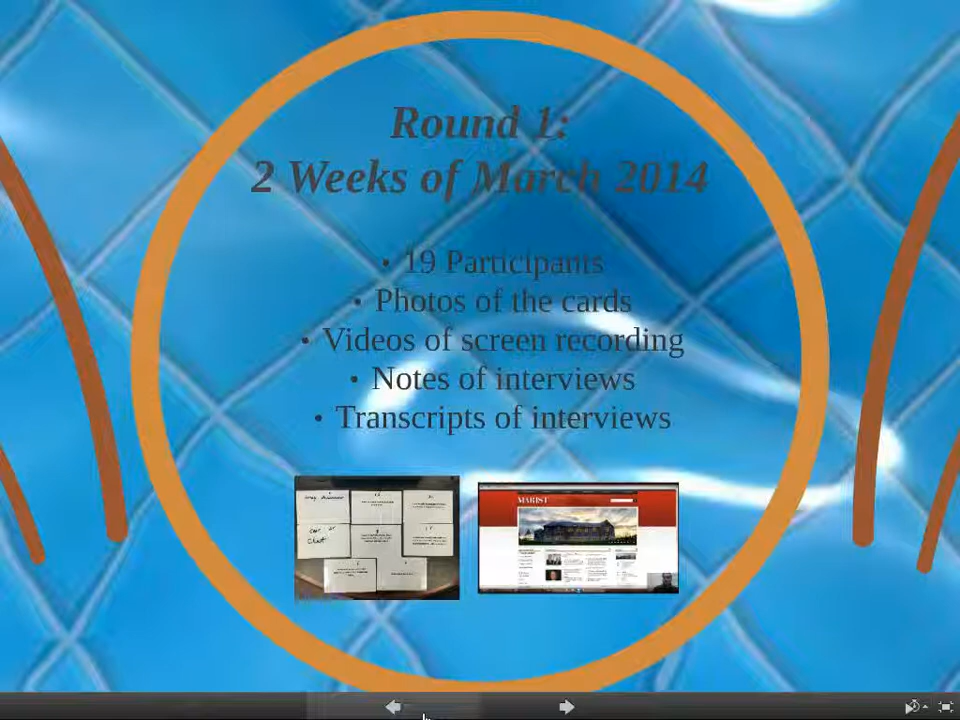 Round 1:
2 Weeks of March 2014
• 19 Participants
• Photos of the cards
• Videos of screen recording
• Notes of interviews
• Transcripts of interviews
MARIST